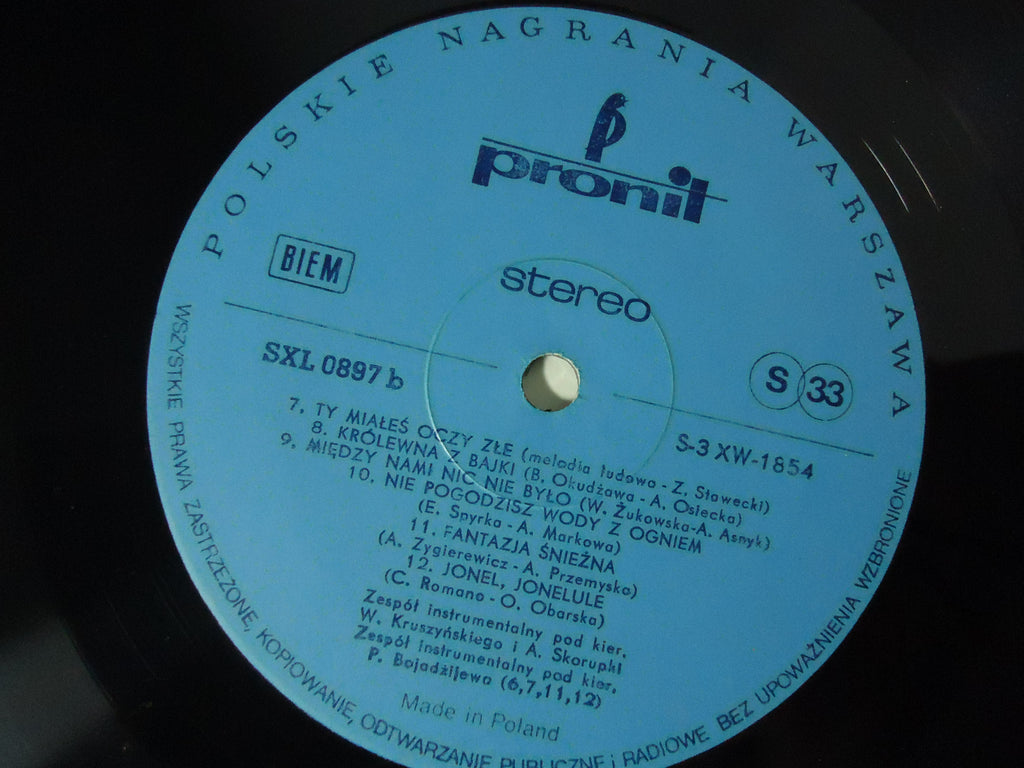 POLSKIE NAGRANIA WARSZAWA
pronit
BIEM
stereo
SXL 0897 b
S 33
S-3 XW-1854
7. TY MIAŁEŚ OCZY ZŁE (melodia ludowa - Z. Stawecki)
8. KRÓLEWNA Z BAJKI (B. Okudżawa - A. Osiecka)
9. MIĘDZY NAMI NIC NIE BYŁO (W. Żukowska-A. Asnyk)
10. NIE POGODZISZ WODY Z OGNIEM
(E. Spyrka - A. Markowa)
11. FANTAZJA ŚNIEŻNA
(A. Zygierewicz - A. Przemyska)
12. JONEL, JONELULE
(C. Romano - O. Obarska)
Zespół instrumentalny pod kier.
W. Kruszyńskiego i A. Skorupki
Zespół instrumentalny pod kier.
P. Bojadżijewa (6,7,11,12)
Made in Poland
WSZYSTKIE PRAWA ZASTRZEŻONE, KOPIOWANIE, ODTWARZANIE PUBLICZNE i RADIOWE BEZ UPOWAŻNIENIA WZBRONIONE